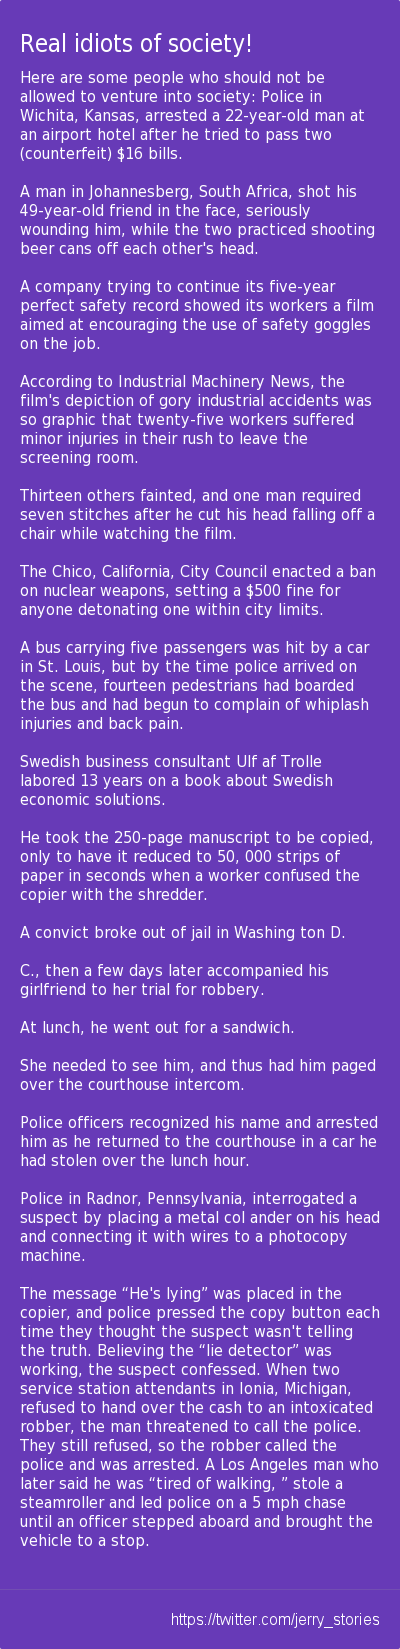 Real idiots of society!
Here are some people who should not be
allowed to venture into society: Police in
Wichita, Kansas, arrested a 22-year-old man at
an airport hotel after he tried to pass two
(counterfeit) $16 bills.
A man in Johannesberg, South Africa, shot his
49-year-old friend in the face, seriously
wounding him, while the two practiced shooting
beer cans off each other's head.
A company trying to continue its five-year
perfect safety record showed its workers a film
aimed at encouraging the use of safety goggles
on the job.
According to Industrial Machinery News, the
film's depiction of gory industrial accidents was
so graphic that twenty-five workers suffered
minor injuries in their rush to leave the
screening room.
Thirteen others fainted, and one man required
seven stitches after he cut his head falling off a
chair while watching the film.
The Chico, California, City Council enacted a ban
on nuclear weapons, setting a $500 fine for
anyone detonating one within city limits.
A bus carrying five passengers was hit by a car
in St. Louis, but by the time police arrived on
the scene, fourteen pedestrians had boarded
the bus and had begun to complain of whiplash
injuries and back pain.
Swedish business consultant Ulf af Trolle
labored 13 years on a book about Swedish
economic solutions.
He took the 250-page manuscript to be copied,
only to have it reduced to 50, 000 strips of
paper in seconds when a worker confused the
copier with the shredder.
A convict broke out of jail in Washing ton D.
C., then a few days later accompanied his
girlfriend to her trial for robbery.
At lunch, he went out for a sandwich.
She needed to see him, and thus had him paged
over the courthouse intercom.
Police officers recognized his name and arrested
him as he returned to the courthouse in a car he
had stolen over the lunch hour.
Police in Radnor, Pennsylvania, interrogated a
suspect by placing a metal col ander on his head
and connecting it with wires to a photocopy
machine.
The message “He's lying” was placed in the
copier, and police pressed the copy button each
time they thought the suspect wasn't telling
the truth. Believing the “lie detector” was
working, the suspect confessed. When two
service station attendants in Ionia, Michigan,
refused to hand over the cash to an intoxicated
robber, the man threatened to call the police.
They still refused, so the robber called the
police and was arrested. A Los Angeles man who
later said he was “tired of walking, ” stole a
steamroller and led police on a 5 mph chase
until an officer stepped aboard and brought the
vehicle to a stop.
https://twitter.com/jerry_stories